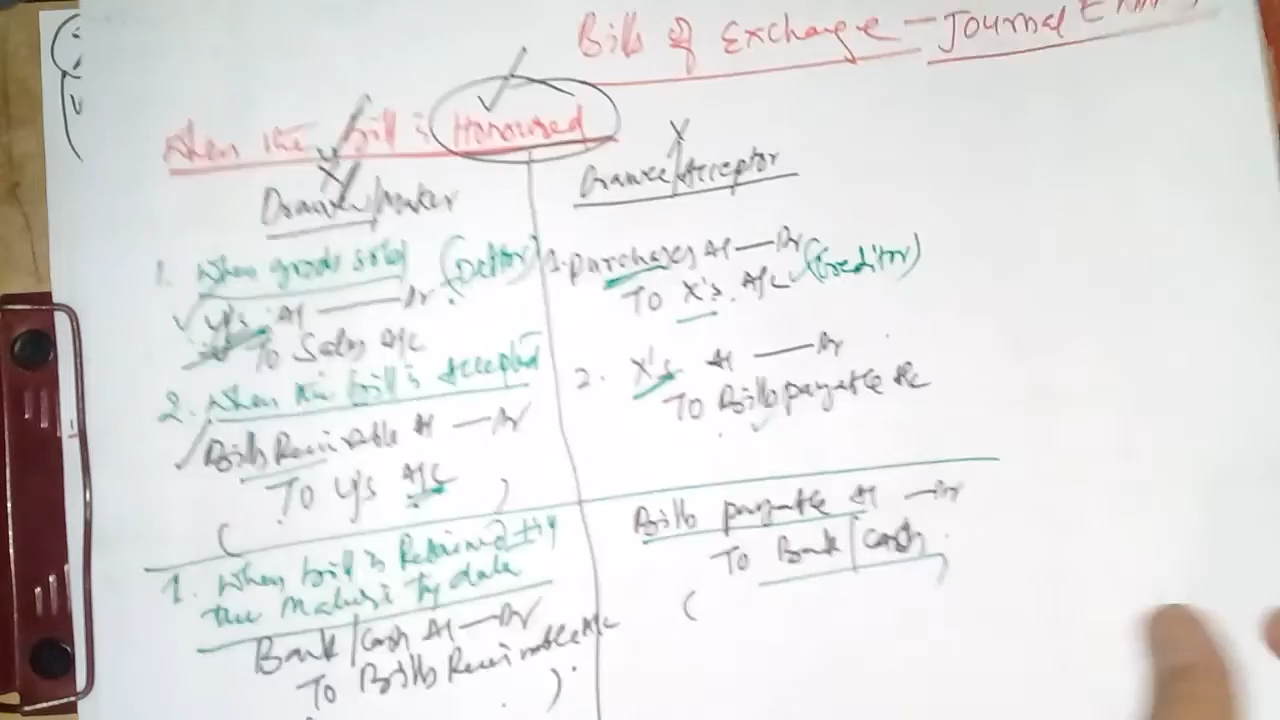 Bills of Exchange - Journal
When the bill is Honoured
Drawer/Maker
1. When goods sold (Debtor)
Y's A/c ——— Dr
To Sales A/c
2. When the bill is Accepted
Bills Receivable A/c — Dr
To Y's A/c
(                    )
1. When bill is Retained till
the Maturity date
Bank/Cash A/c — Dr
To Bills Receivable A/c
)
X
Drawee/Acceptor
1. purchases A/c — Dr
To X's A/c (Creditor)
2. X's A/c — Dr
To Bills payable A/c
Bills payable A/c — Dr
To Bank/Cash
(                    )